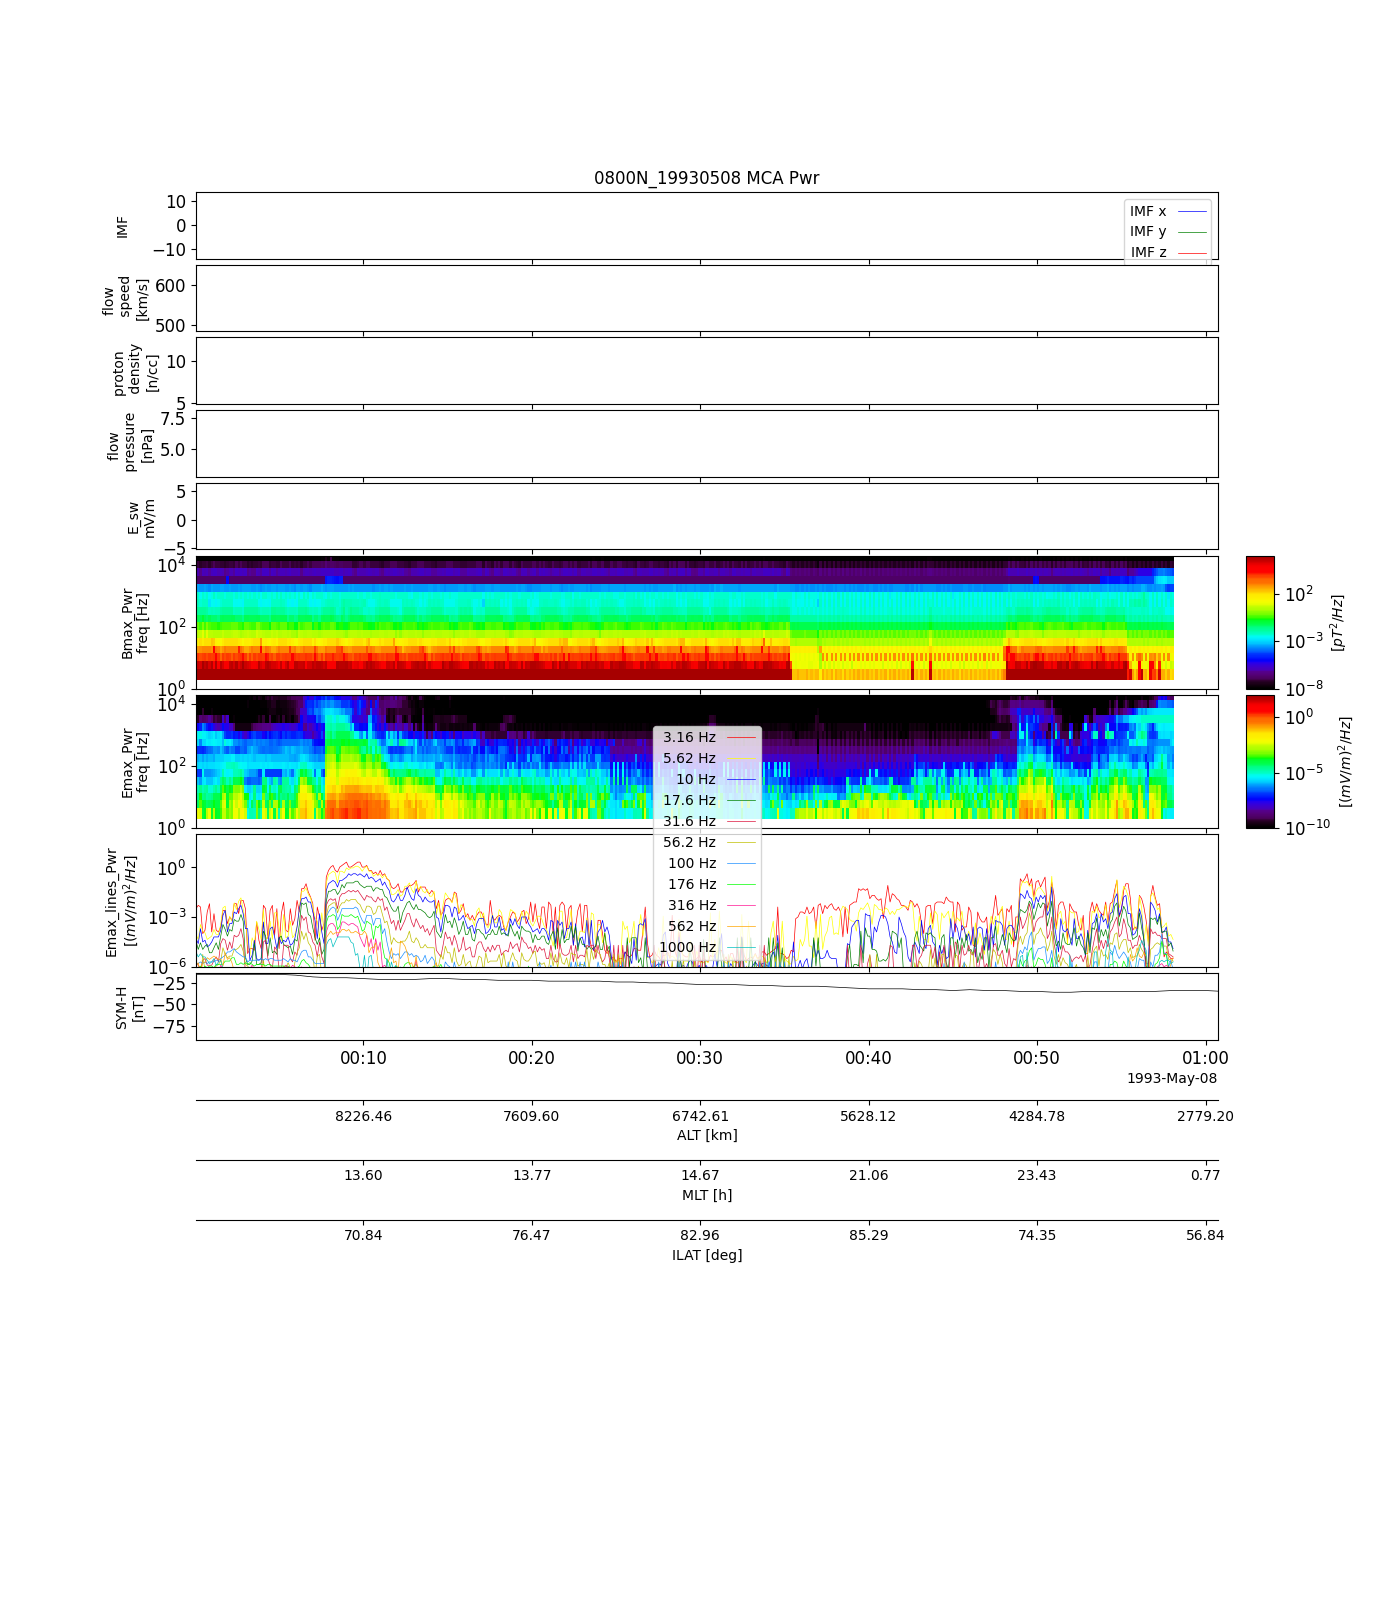 0800N_19930508 MCA Pwr
IMF
10
0
−10
IMF x
IMF y
IMF z
flow
speed
[km/s]
600
500
proton
density
[n/cc]
10
5
flow
pressure
[nPa]
7.5
5.0
E_sw
mV/m
5
0
−5
Bmax_Pwr
freq [Hz]
10^4
10^2
10^0
10^2
10^−3
10^−8
[pT^2/Hz]
Emax_Pwr
freq [Hz]
10^4
10^2
10^0
10^0
10^−5
10^−10
[(mV/m)^2/Hz]
3.16 Hz
5.62 Hz
10 Hz
17.6 Hz
31.6 Hz
56.2 Hz
100 Hz
176 Hz
316 Hz
562 Hz
1000 Hz
Emax_lines_Pwr
[(mV/m)^2/Hz]
10^0
10^−3
10^−6
SYM-H
[nT]
−25
−50
−75
00:10 00:20 00:30 00:40 00:50 01:00
1993-May-08
8226.46 7609.60 6742.61 5628.12 4284.78 2779.20
ALT [km]
13.60 13.77 14.67 21.06 23.43 0.77
MLT [h]
70.84 76.47 82.96 85.29 74.35 56.84
ILAT [deg]